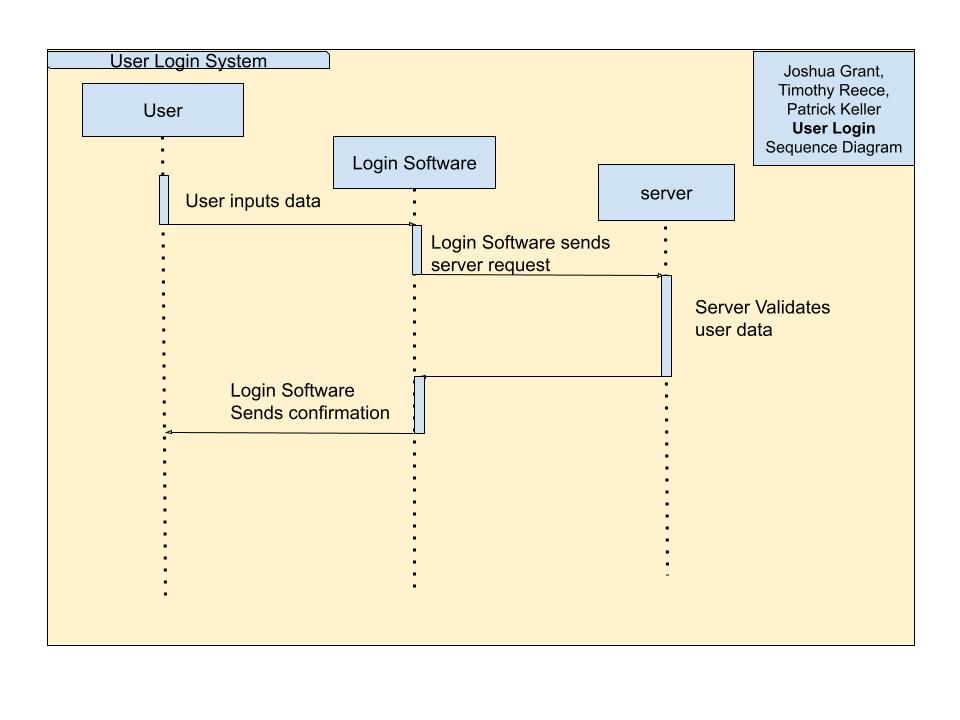 User Login System
Joshua Grant,
Timothy Reece,
Patrick Keller
User Login
Sequence Diagram
User
Login Software
server
User inputs data
Login Software sends
server request
Server Validates
user data
Login Software
Sends confirmation